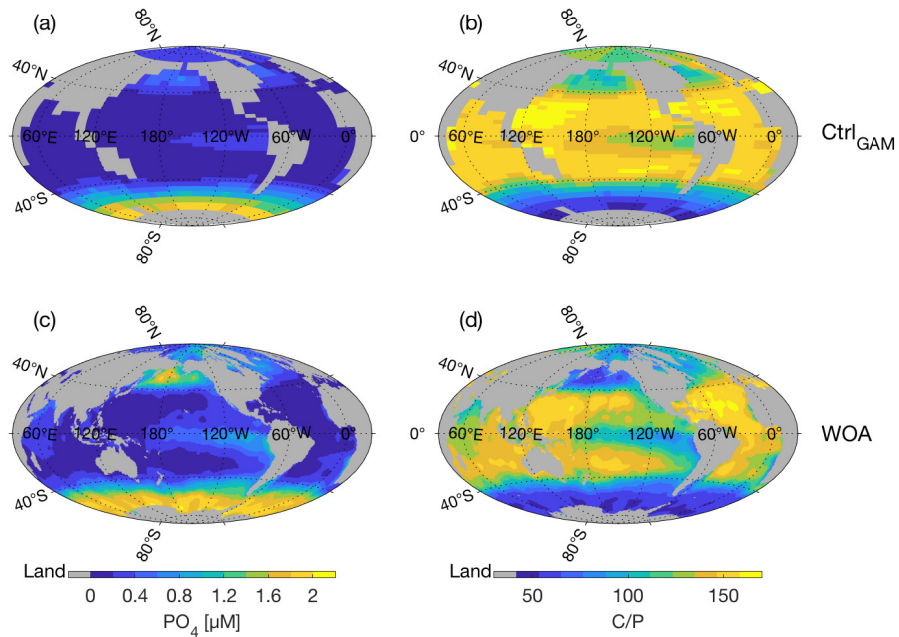 (a)
80°N
40°N
60°E 120°E 180° 120°W 60°W 0°
40°S
80°S
(b)
80°N
40°N
0° 60°E 120°E 180° 120°W 60°W 0°
40°S
80°S
Ctrl_GAM
(c)
80°N
40°N
60°E 120°E 180° 120°W 60°W 0°
40°S
80°S
(d)
80°N
40°N
0° 60°E 120°E 180° 120°W 60°W 0°
40°S
80°S
WOA
Land
0 0.4 0.8 1.2 1.6 2
PO₄ [µM]
Land
50 100 150
C/P